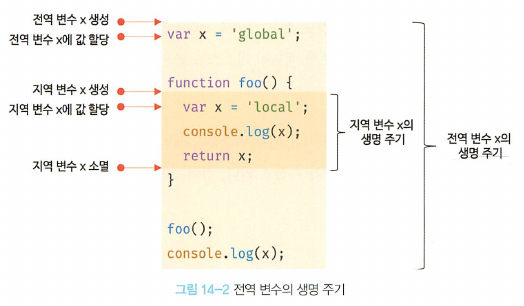 전역 변수 x 생성
전역 변수 x에 값 할당
var x = 'global';
function foo() {
지역 변수 x 생성
지역 변수 x에 값 할당
var x = 'local';
console.log(x);
return x;
지역 변수 x 소멸
}
지역 변수 x의
생명 주기
전역 변수 x의
생명 주기
foo();
console.log(x);
그림 14-2 전역 변수의 생명 주기